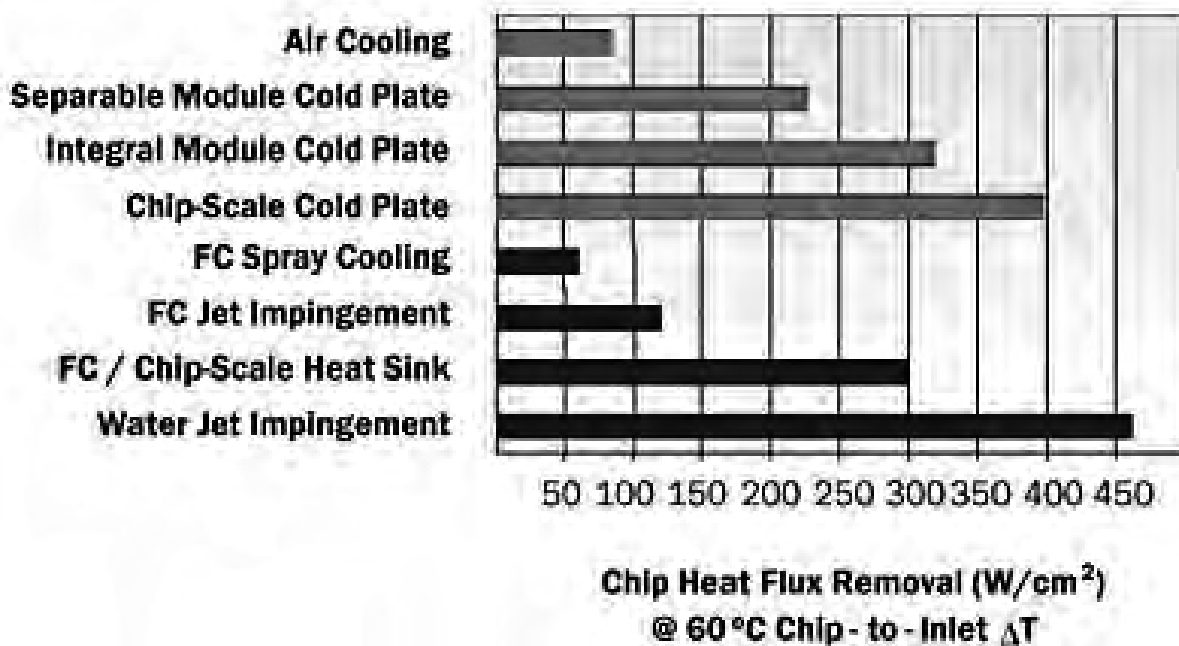 Air Cooling
Separable Module Cold Plate
Integral Module Cold Plate
Chip-Scale Cold Plate
FC Spray Cooling
FC Jet Impingement
FC / Chip-Scale Heat Sink
Water Jet Impingement
50 100 150 200 250 300 350 400 450
Chip Heat Flux Removal (W/cm²)
@ 60 °C Chip - to - Inlet ΔT